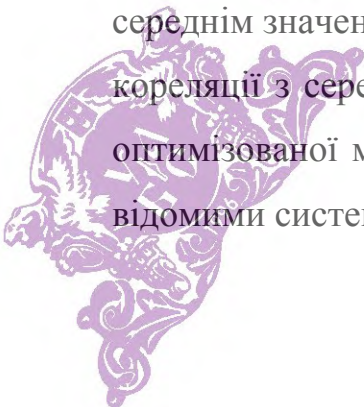 середнім значен
кореляції з сере
оптимізованої м
відомими систе